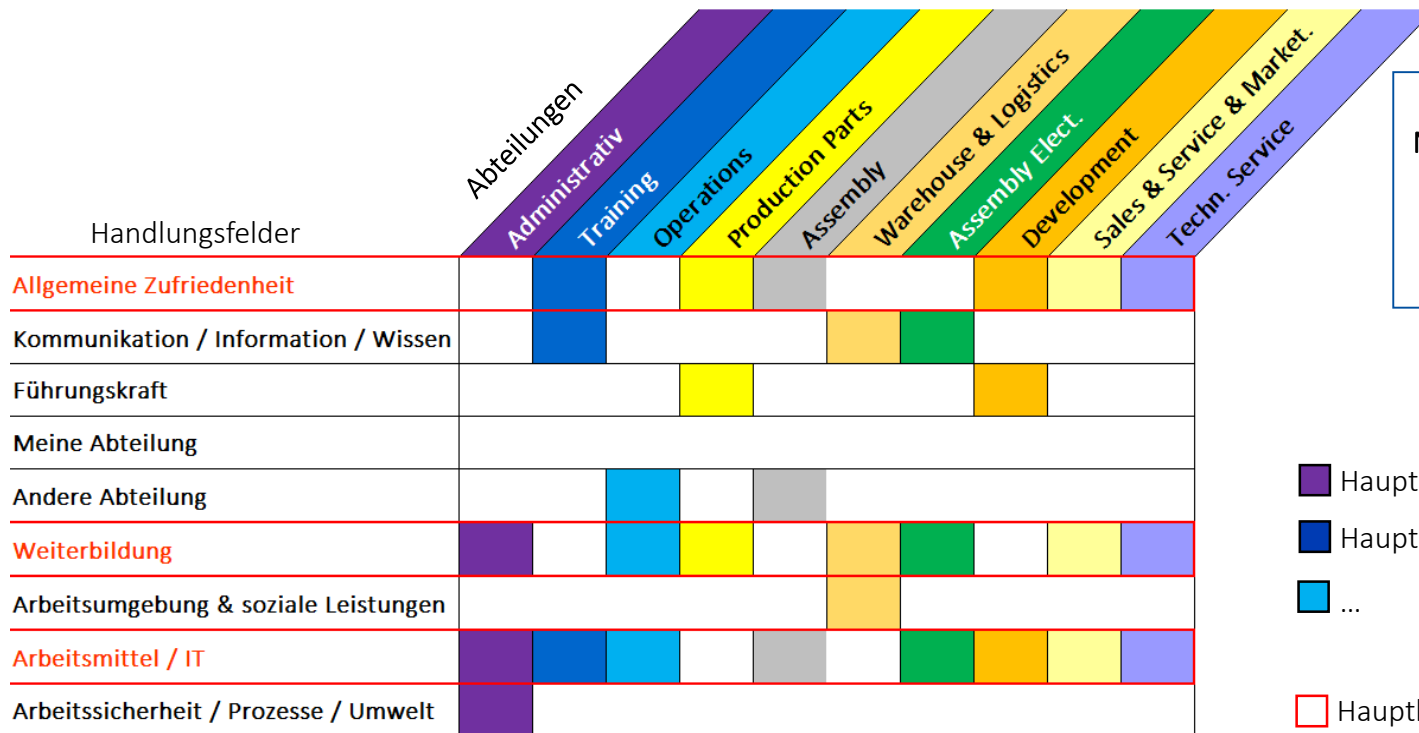 Abteilungen
Administrativ
Training
Operations
Production Parts
Assembly
Warehouse & Logistics
Assembly Elect.
Development
Sales & Service & Market.
Techn. Service
Handlungsfelder
Allgemeine Zufriedenheit
Kommunikation / Information / Wissen
Führungskraft
Meine Abteilung
Andere Abteilung
Weiterbildung
Arbeitsumgebung & soziale Leistungen
Arbeitsmittel / IT
Arbeitssicherheit / Prozesse / Umwelt
Haupt
Haupt
...